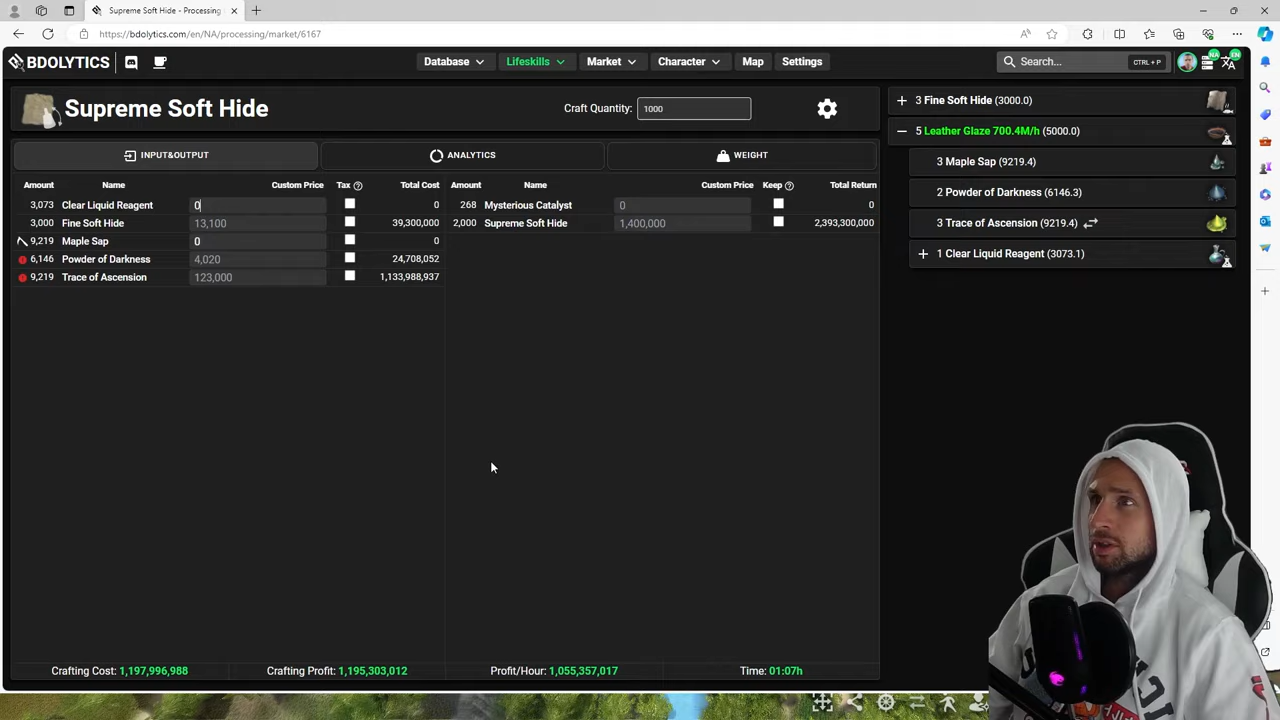 Supreme Soft Hide - Processing
https://bdolytics.com/en/NA/processing/market/6167
BDOLYTICS
Database
Lifeskills
Market
Character
Map
Settings
Search...
CTRL + P
NA
EN
Supreme Soft Hide
Craft Quantity:
1000
INPUT&OUTPUT
ANALYTICS
WEIGHT
Amount Name Custom Price Tax Total Cost
3,073 Clear Liquid Reagent 0 0
3,000 Fine Soft Hide 13,100 39,300,000
9,219 Maple Sap 0 0
6,146 Powder of Darkness 4,020 24,708,052
9,219 Trace of Ascension 123,000 1,133,988,937
Amount Name Custom Price Keep Total Return
268 Mysterious Catalyst 0 0
2,000 Supreme Soft Hide 1,400,000 2,393,300,000
3 Fine Soft Hide (3000.0)
5 Leather Glaze 700.4M/h (5000.0)
3 Maple Sap (9219.4)
2 Powder of Darkness (6146.3)
3 Trace of Ascension (9219.4)
1 Clear Liquid Reagent (3073.1)
Crafting Cost: 1,197,996,988
Crafting Profit: 1,195,303,012
Profit/Hour: 1,055,357,017
Time: 01:07h